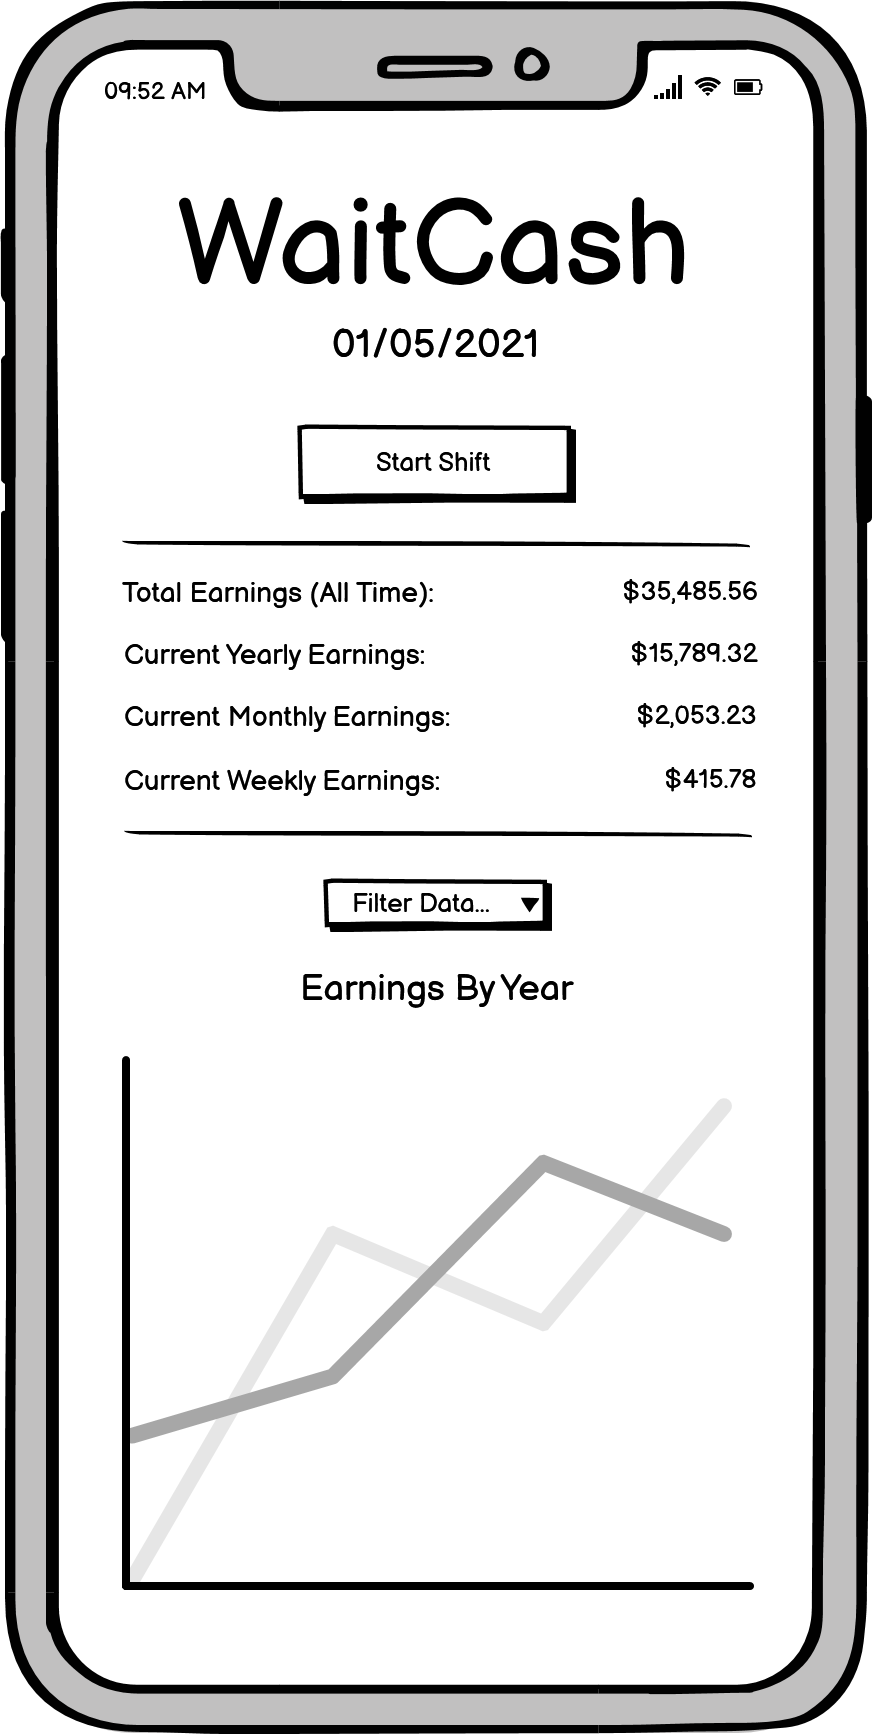 09:52 AM
WaitCash
01/05/2021
Start Shift
Total Earnings (All Time): $35,485.56
Current Yearly Earnings: $15,789.32
Current Monthly Earnings: $2,053.23
Current Weekly Earnings: $415.78
Filter Data...
Earnings By Year